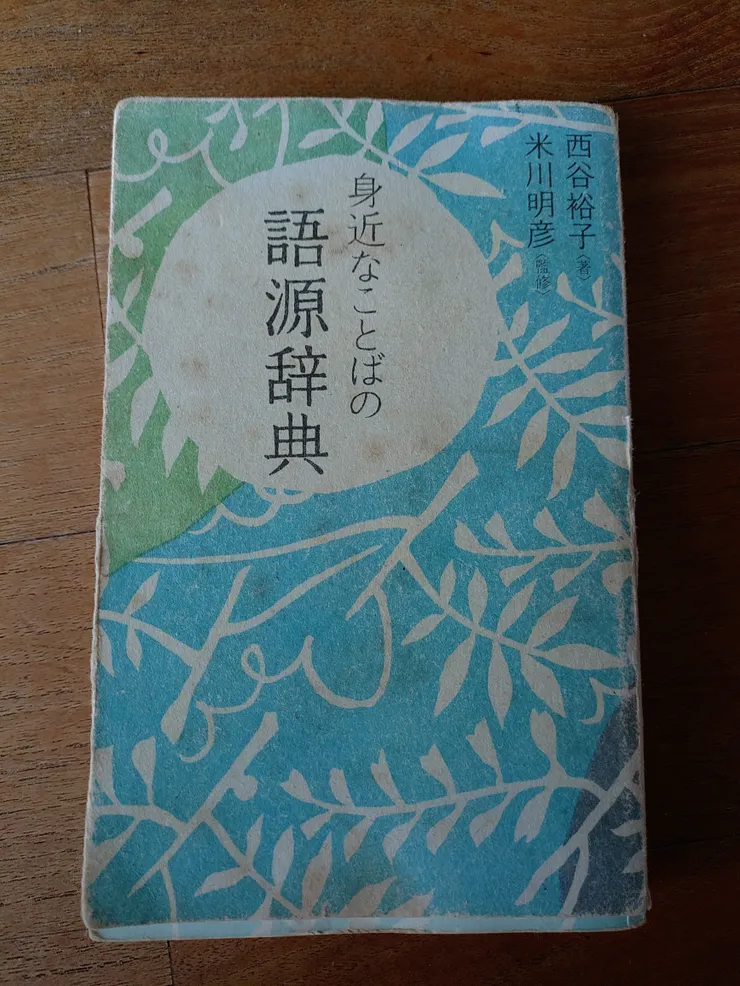 西谷裕子〈著〉
米川明彦〈監修〉
身近なことばの
語源辞典